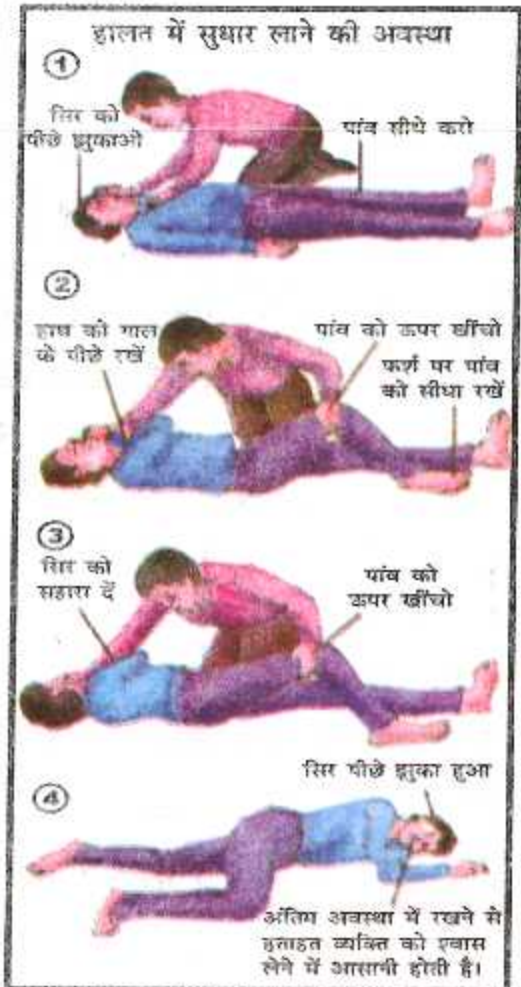 हालत में सुधार लाने की अवस्था
1
सिर को
पीछे झुकाओ
पांव सीधे करो
2
हाथ को गाल
के पीछे रखें
पांव को ऊपर खींचो
फर्श पर पांव
को सीधा रखें
3
सिर को
सहारा दें
पांव को
ऊपर खींचो
सिर पीछे झुका हुआ
4
अंतिम अवस्था में रखने से
हताहत व्यक्ति को श्वास
लेने में आसानी होती है।